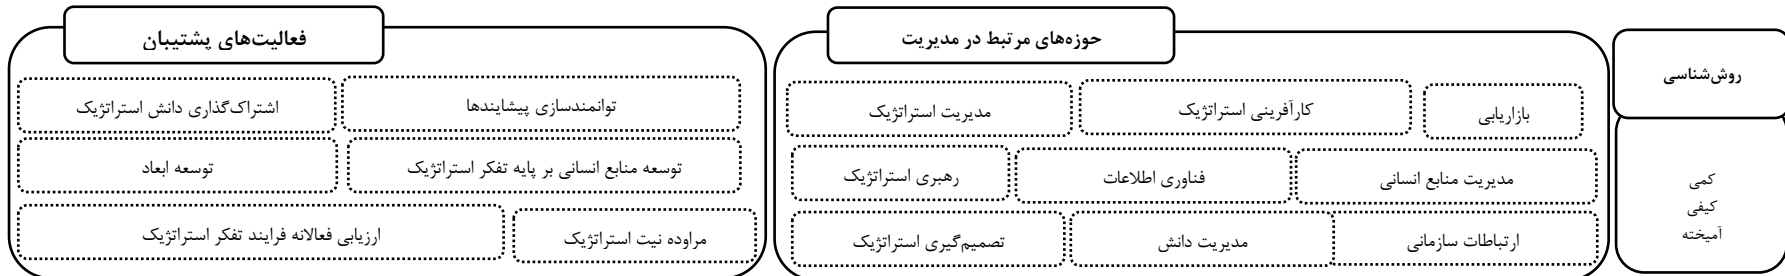 روش‌شناسی
کمی
کیفی
آمیخته
حوزه‌های مرتبط در مدیریت
بازاریابی
کارآفرینی استراتژیک
مدیریت استراتژیک
مدیریت منابع انسانی
فناوری اطلاعات
رهبری استراتژیک
ارتباطات سازمانی
مدیریت دانش
تصمیم‌گیری استراتژیک
فعالیت‌های پشتیبان
توانمندسازی پیشایندها
اشتراک‌گذاری دانش استراتژیک
توسعه منابع انسانی بر پایه تفکر استراتژیک
توسعه ابعاد
مراوده نیت استراتژیک
ارزیابی فعالانه فرایند تفکر استراتژیک